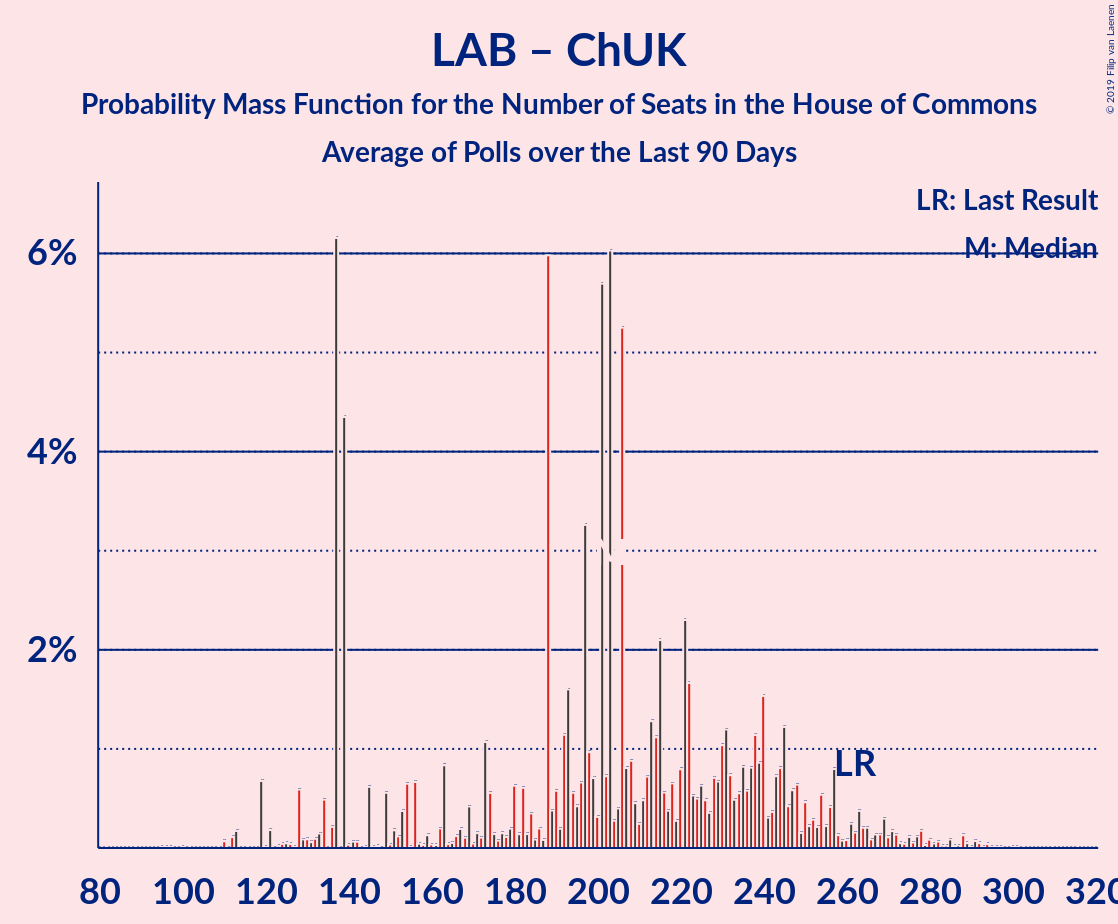 LAB – ChUK
Probability Mass Function for the Number of Seats in the House of Commons
Average of Polls over the Last 90 Days
© 2019 Filip van Laenen
LR: Last Result
M: Median
6%
4%
2%
M
LR
80 100 120 140 160 180 200 220 240 260 280 300 320